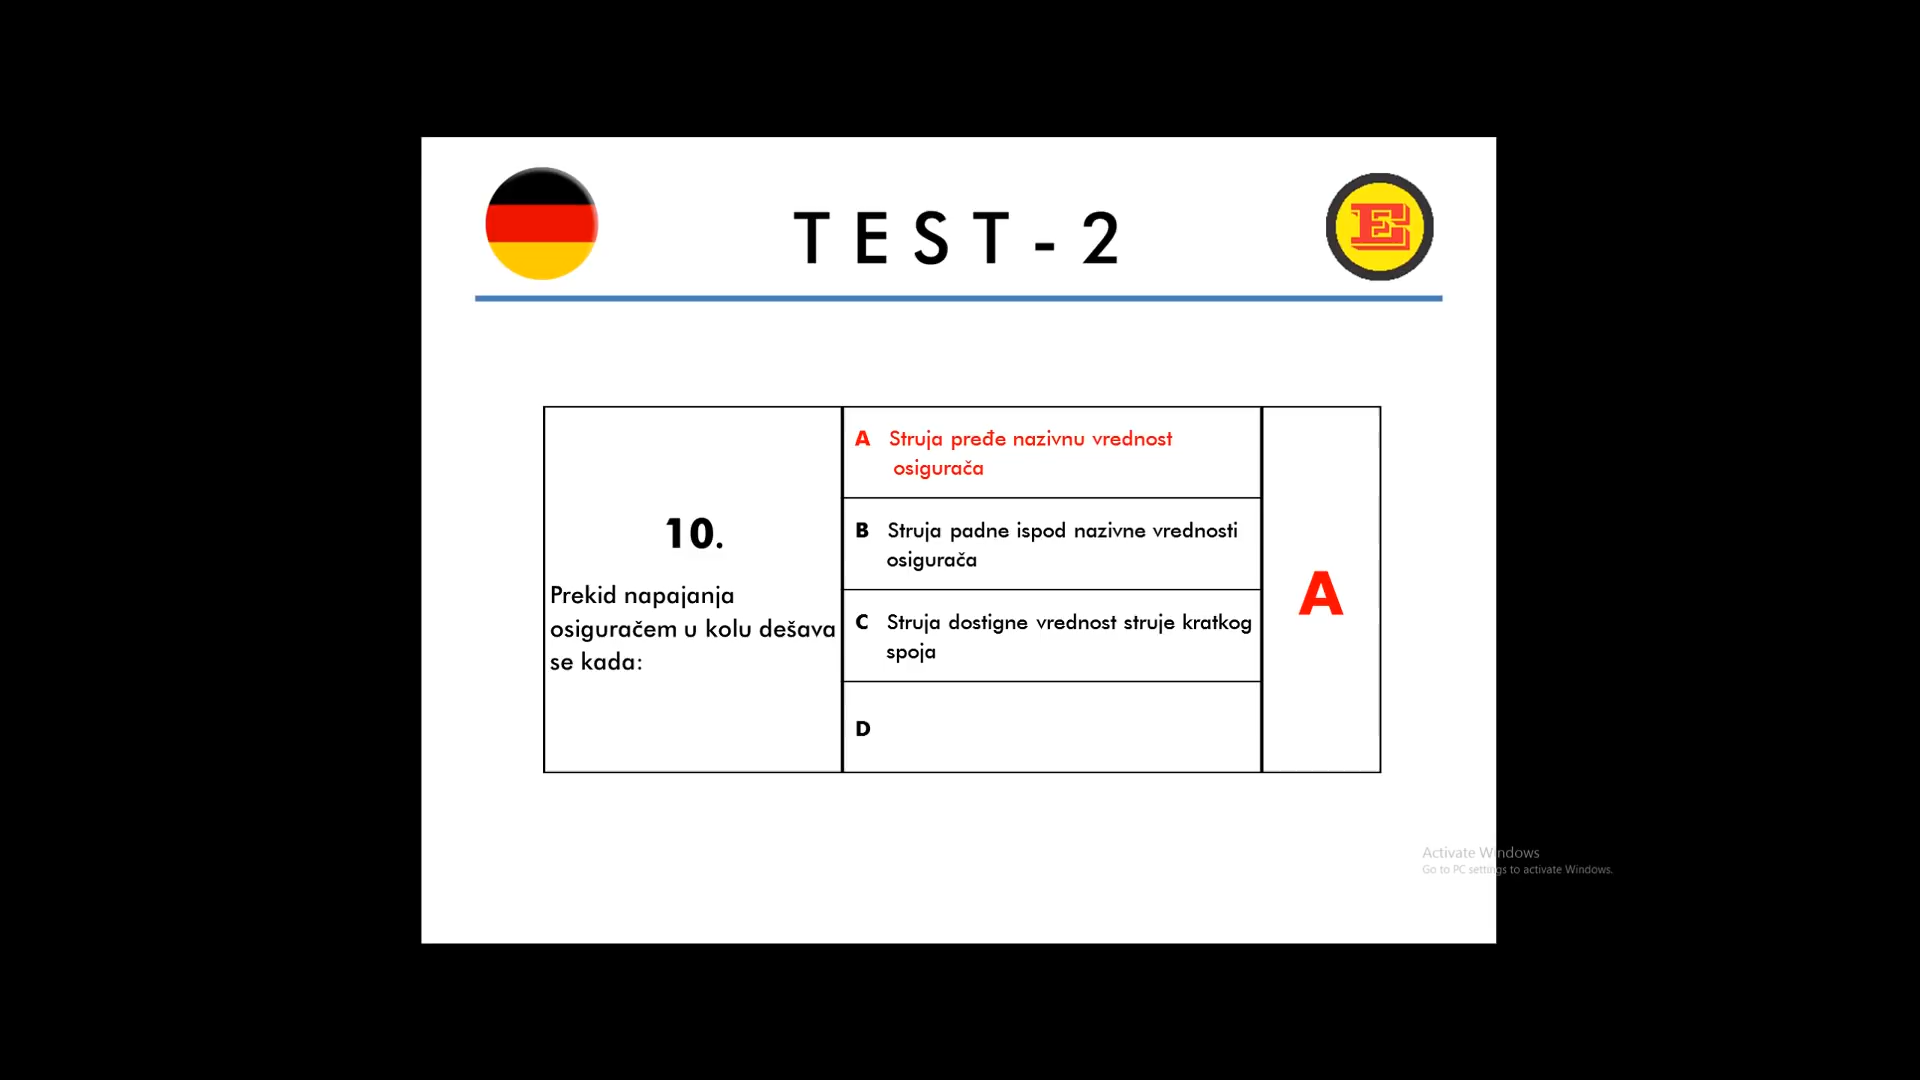 TEST-2
E
10.
Prekid napajanja
osiguračem u kolu dešava
se kada:
A Struja pređe nazivnu vrednost
osigurača
B Struja padne ispod nazivne vrednosti
osigurača
C Struja dostigne vrednost struje kratkog
spoja
D
A
Activate Windows
Go to PC settings to activate Windows.